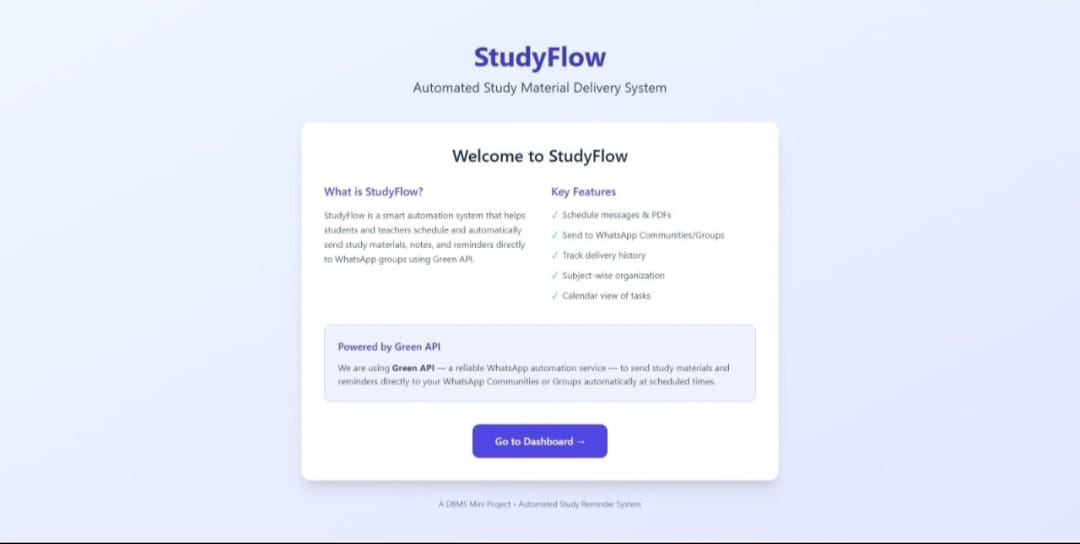 StudyFlow
Automated Study Material Delivery System
Welcome to StudyFlow
What is StudyFlow?
StudyFlow is a smart automation system that helps
students and teachers schedule and automatically
send study materials, notes, and reminders directly
to WhatsApp groups using Green API.
Key Features
✓ Schedule messages & PDFs
✓ Send to WhatsApp Communities/Groups
✓ Track delivery history
✓ Subject-wise organization
✓ Calendar view of tasks
Powered by Green API
We are using Green API — a reliable WhatsApp automation service — to send study materials and
reminders directly to your WhatsApp Communities or Groups automatically at scheduled times.
Go to Dashboard →
A DBMS Mini Project • Automated Study Reminder System